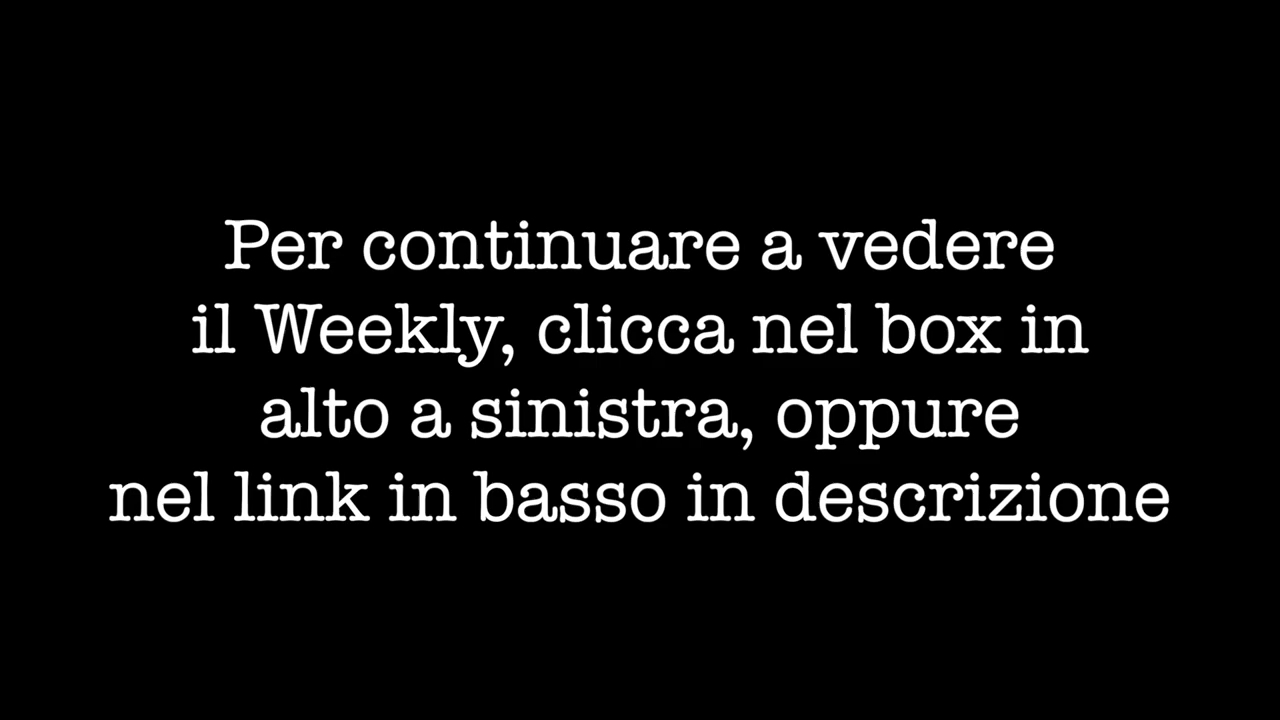 Per continuare a vedere
il Weekly, clicca nel box in
alto a sinistra, oppure
nel link in basso in descrizione